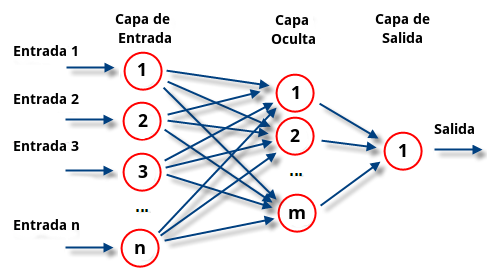 Capa de
Entrada
Capa
Oculta
Capa de
Salida
Entrada 1
1
Entrada 2
2
Entrada 3
3
...
Entrada n
n
1
2
...
m
1
Salida